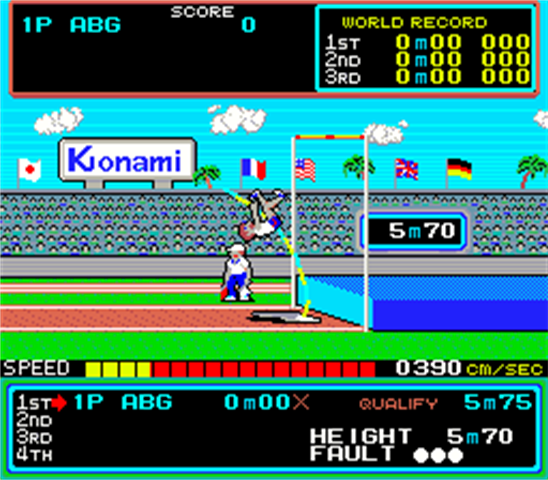 SCORE
1P ABG 0
WORLD RECORD
1ST 0m00 000
2ND 0m00 000
3RD 0m00 000
Konami
5m70
SPEED 0390 CM/SEC
1ST 1P ABG 0m00X QUALIFY 5m75
2ND
3RD HEIGHT 5m70
4TH FAULT